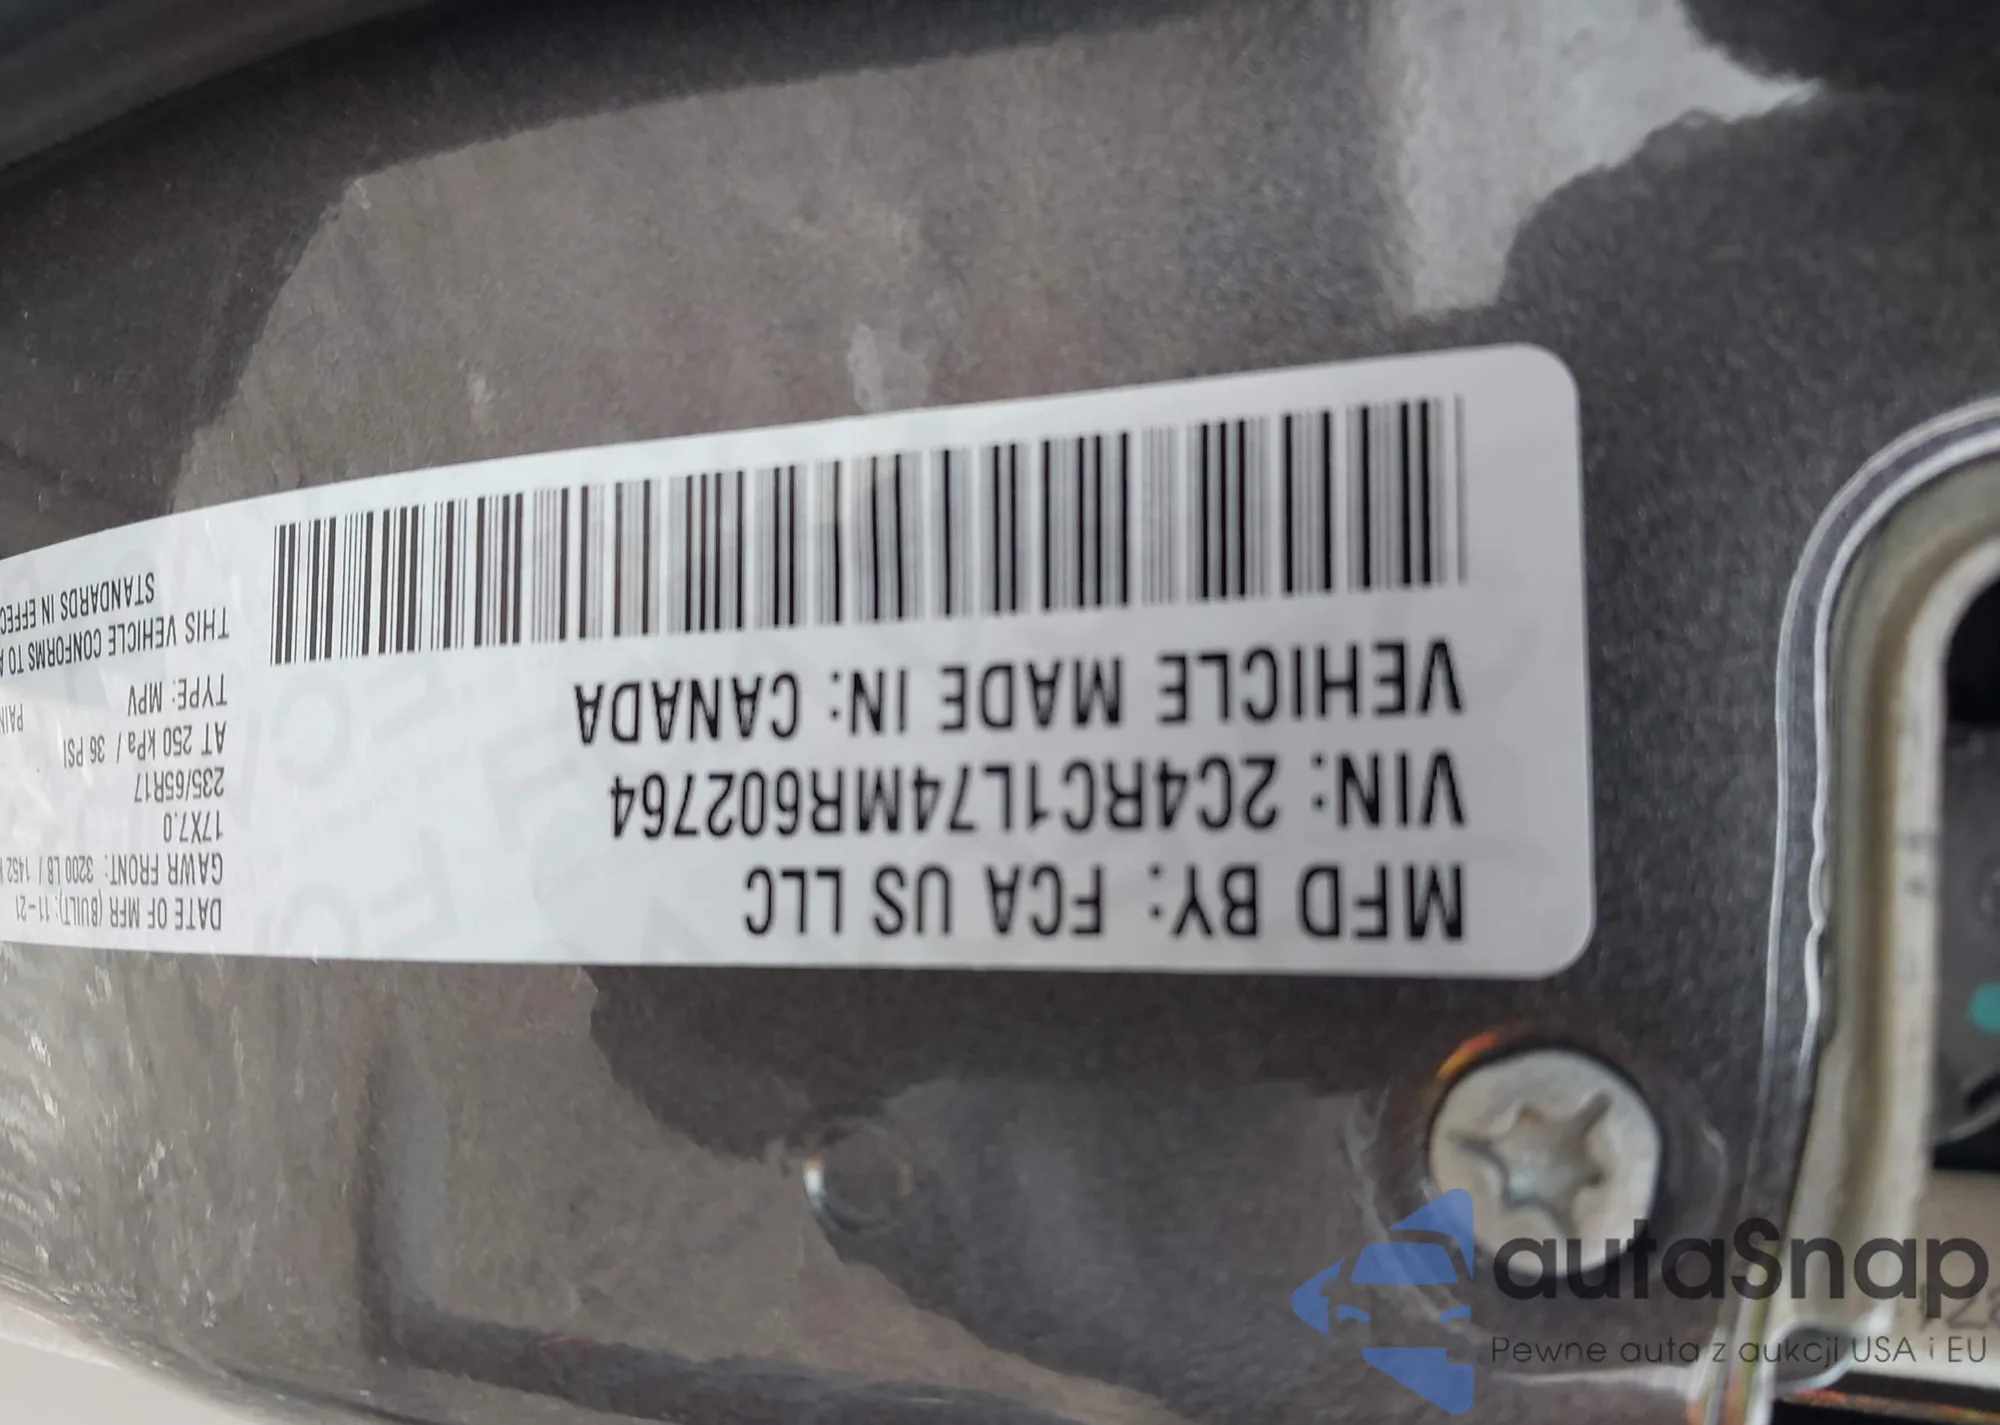 MFD BY: FCA US LLC
VIN: 2C4RC1L74MR602764
VEHICLE MADE IN: CANADA
DATE OF MFR (BUILT): 11-21
GAWR FRONT: 3200 LB / 1452
17X7.0
235/65R17
AT 250 kPa / 36 PSI
TYPE: MPV
THIS VEHICLE CONFORMS TO
STANDARDS IN
autaSnap
Pewne auta z aukcji USA i EU